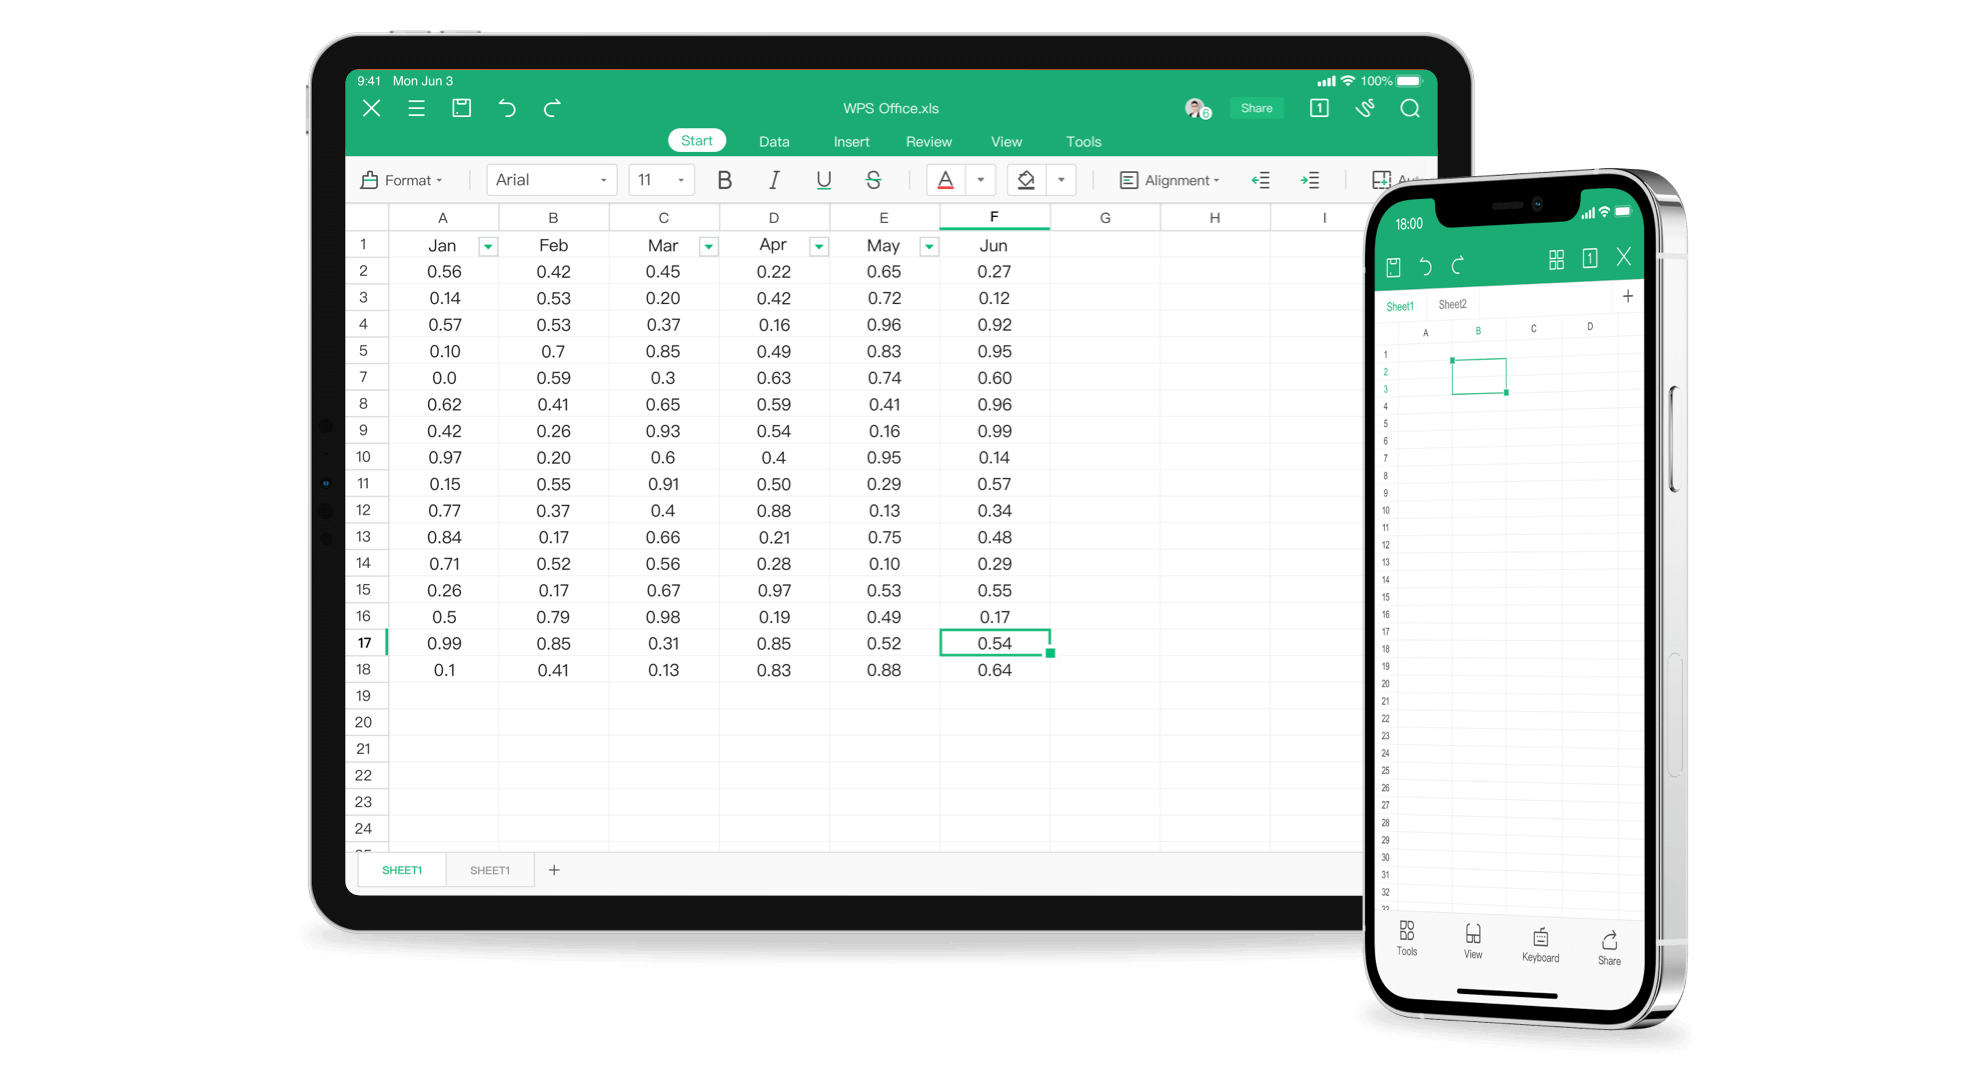 9:41 Mon Jun 3 100%
WPS Office.xls 6 Share 1
Start Data Insert Review View Tools
Format Arial 11 B I U S A Alignment
A B C D E F G H I
1 Jan Feb Mar Apr May Jun
2 0.56 0.42 0.45 0.22 0.65 0.27
3 0.14 0.53 0.20 0.42 0.72 0.12
4 0.57 0.53 0.37 0.16 0.96 0.92
5 0.10 0.7 0.85 0.49 0.83 0.95
7 0.0 0.59 0.3 0.63 0.74 0.60
8 0.62 0.41 0.65 0.59 0.41 0.96
9 0.42 0.26 0.93 0.54 0.16 0.99
10 0.97 0.20 0.6 0.4 0.95 0.14
11 0.15 0.55 0.91 0.50 0.29 0.57
12 0.77 0.37 0.4 0.88 0.13 0.34
13 0.84 0.17 0.66 0.21 0.75 0.48
14 0.71 0.52 0.56 0.28 0.10 0.29
15 0.26 0.17 0.67 0.97 0.53 0.55
16 0.5 0.79 0.98 0.19 0.49 0.17
17 0.99 0.85 0.31 0.85 0.52 0.54
18 0.1 0.41 0.13 0.83 0.88 0.64
19
20
21
22
23
24
SHEET1 SHEET1 +
18:00
1
Sheet1 Sheet2 +
A B C D
1
2
3
4
5
6
7
8
9
10
11
12
13
14
15
16
17
18
19
20
21
22
23
24
25
26
27
28
29
30
31
32
Tools View Keyboard Share